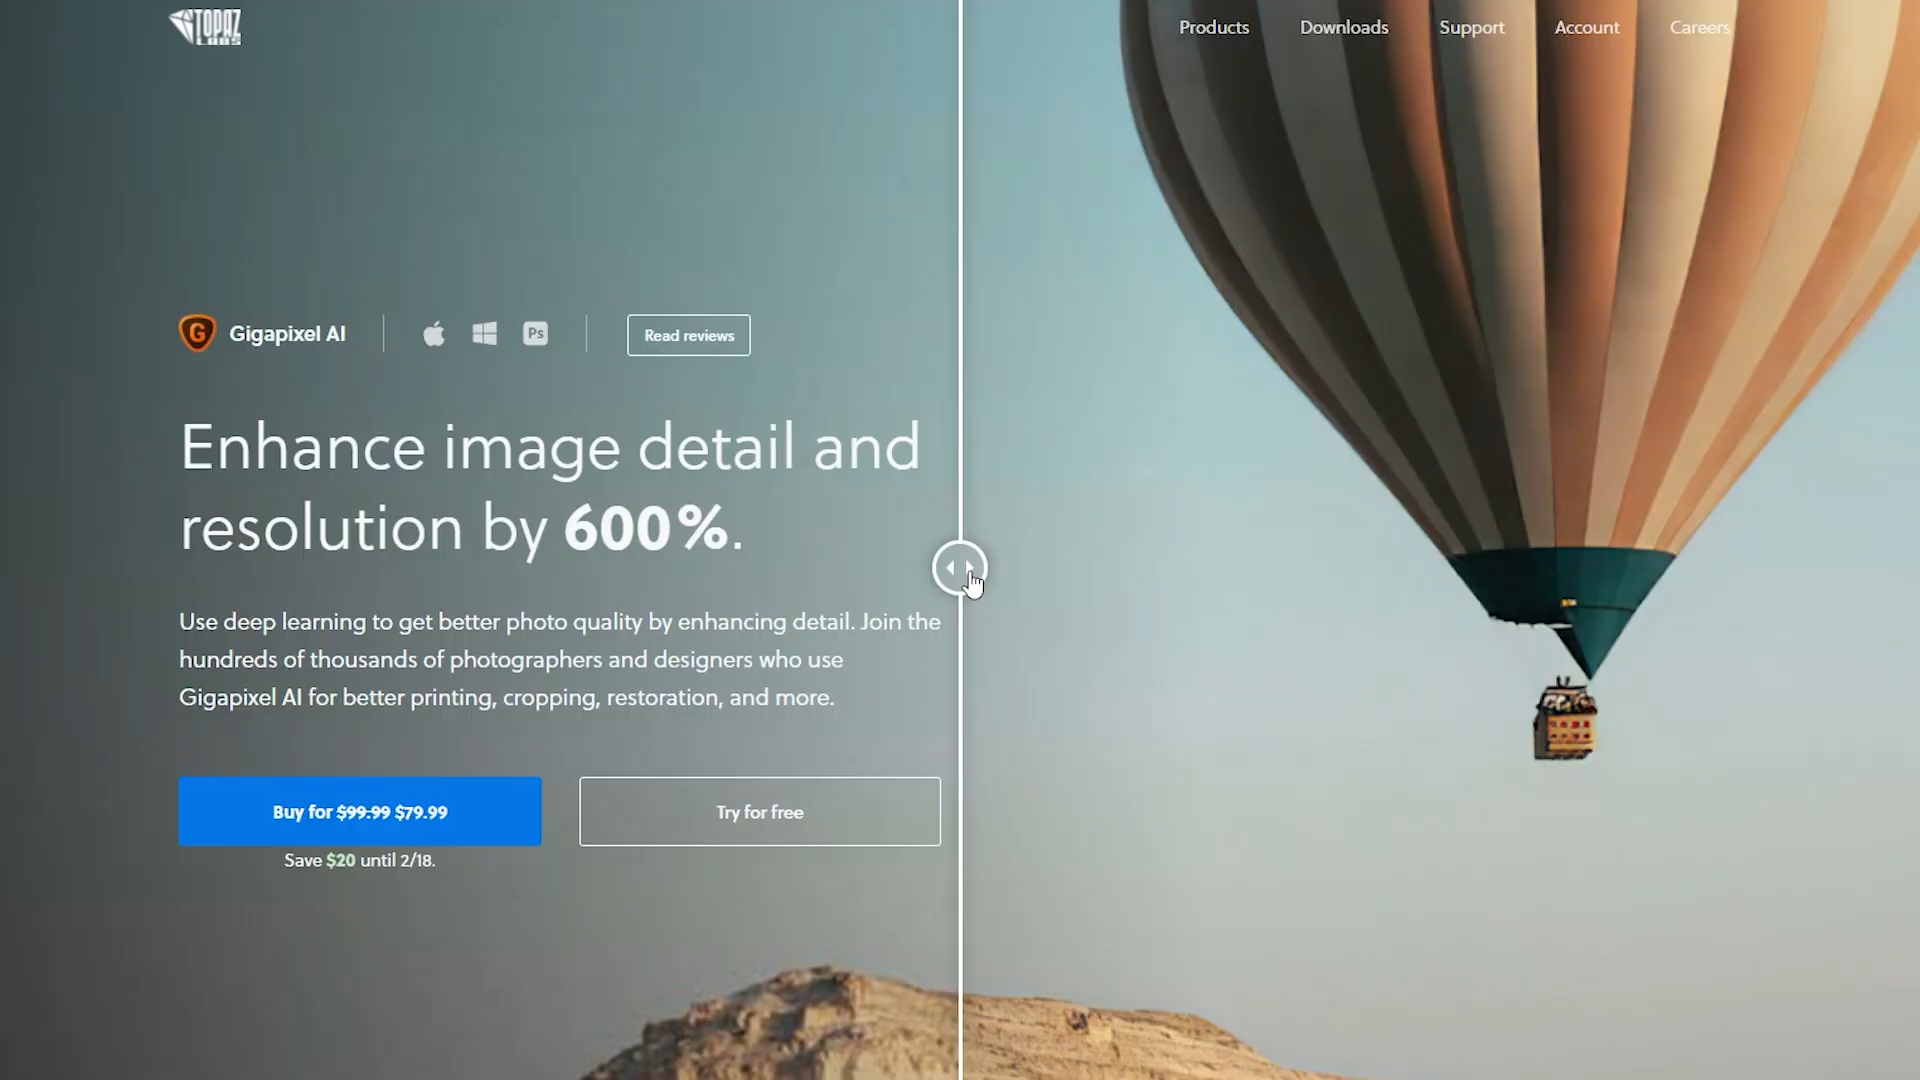 TOPAZ
LABS
Products
Downloads
Support
Account
Careers
G
Gigapixel AI
Ps
Read reviews
Enhance image detail and
resolution by 600%.
Use deep learning to get better photo quality by enhancing detail. Join the
hundreds of thousands of photographers and designers who use
Gigapixel AI for better printing, cropping, restoration, and more.
Buy for $99.99 $79.99
Try for free
Save $20 until 2/18.